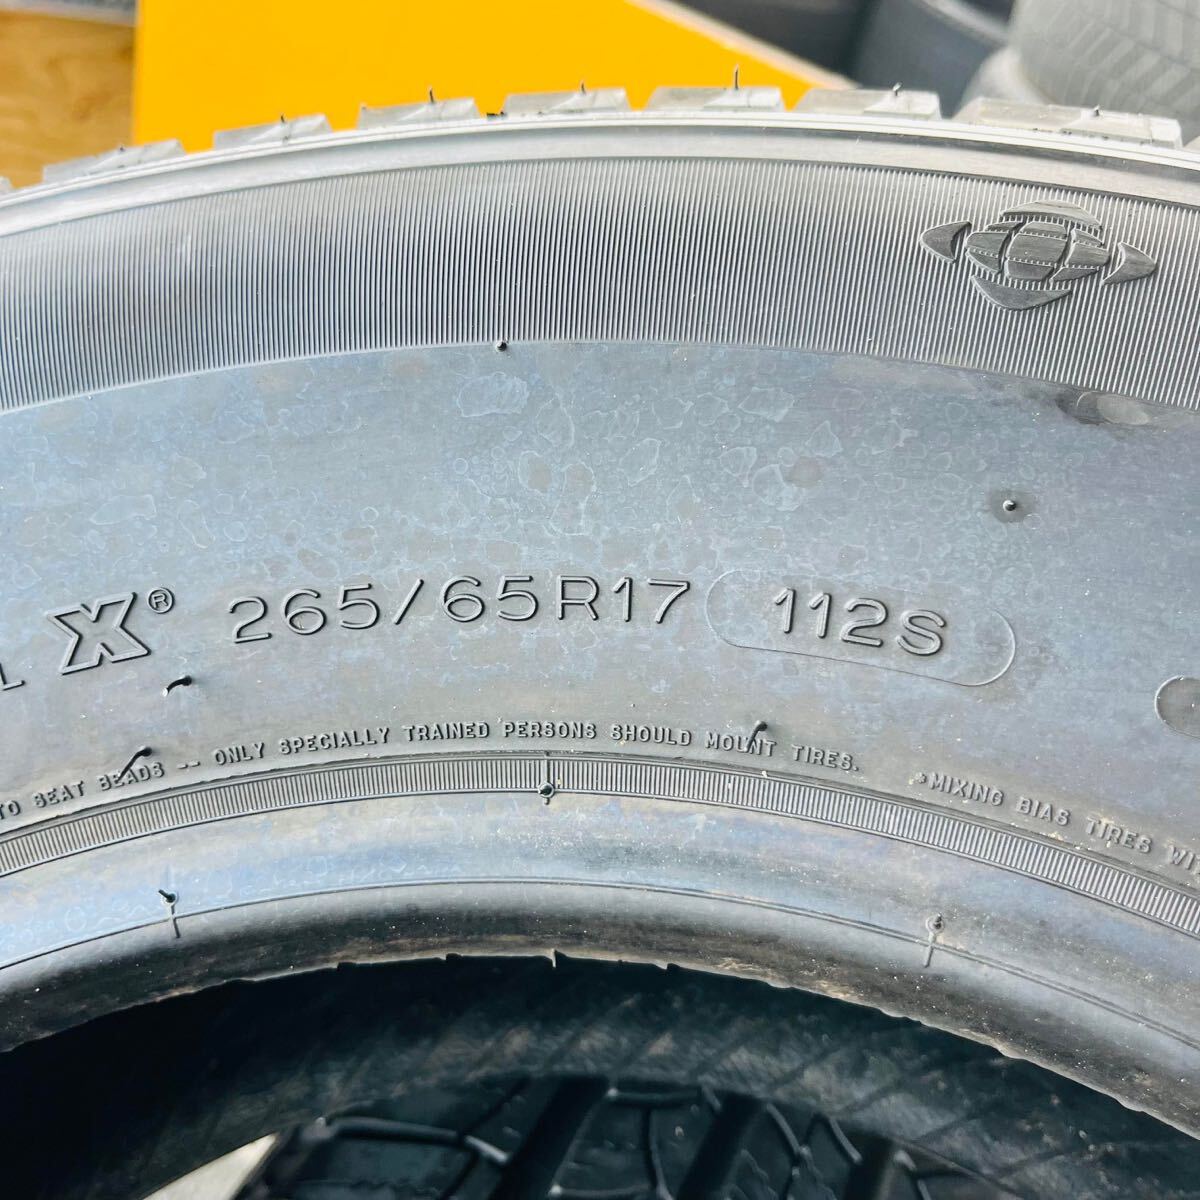 L X® 265/65R17 112S
TO SEAT BEADS -- ONLY SPECIALLY TRAINED PERSONS SHOULD MOUNT TIRES.
•MIXING BIAS TIRES WI